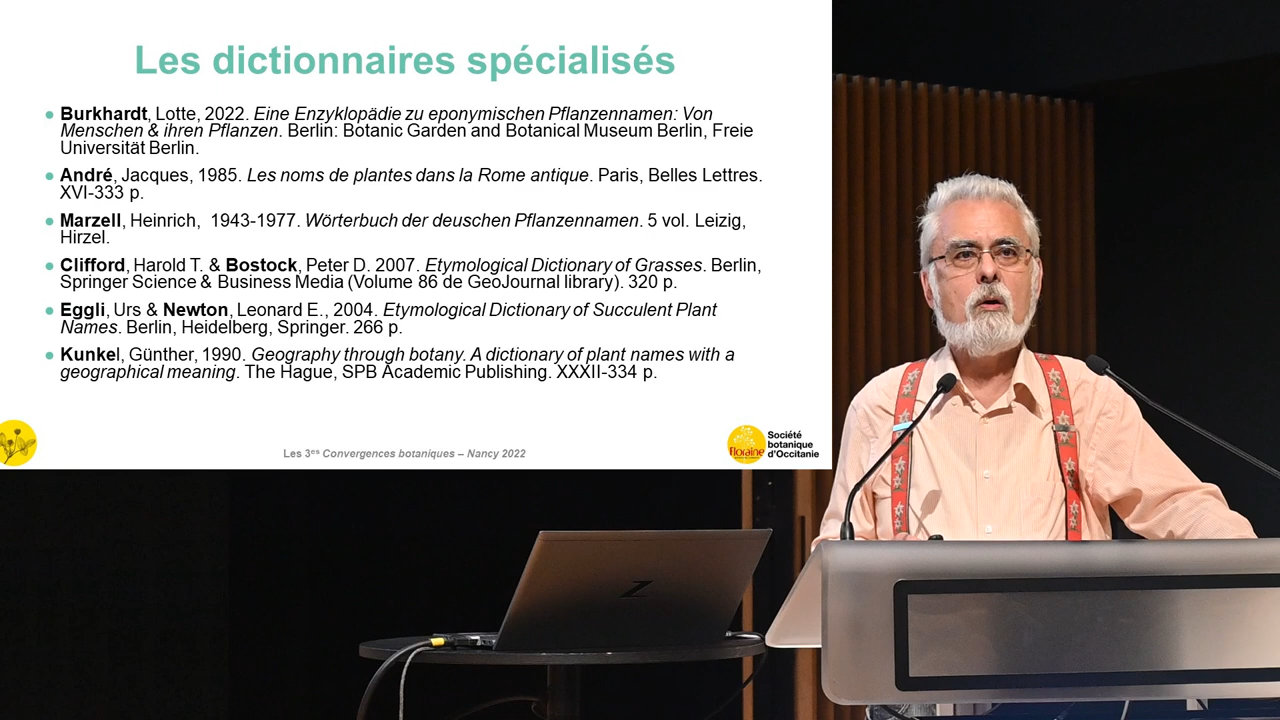 Les dictionnaires spécialisés
● Burkhardt, Lotte, 2022. Eine Enzyklopädie zu eponymischen Pflanzennamen: Von
Menschen & ihren Pflanzen. Berlin: Botanic Garden and Botanical Museum Berlin, Freie
Universität Berlin.
● André, Jacques, 1985. Les noms de plantes dans la Rome antique. Paris, Belles Lettres.
XVI-333 p.
● Marzell, Heinrich, 1943-1977. Wörterbuch der deuschen Pflanzennamen. 5 vol. Leizig,
Hirzel.
● Clifford, Harold T. & Bostock, Peter D. 2007. Etymological Dictionary of Grasses. Berlin,
Springer Science & Business Media (Volume 86 de GeoJournal library). 320 p.
● Eggli, Urs & Newton, Leonard E., 2004. Etymological Dictionary of Succulent Plant
Names. Berlin, Heidelberg, Springer. 266 p.
● Kunkel, Günther, 1990. Geography through botany. A dictionary of plant names with a
geographical meaning. The Hague, SPB Academic Publishing. XXXII-334 p.
Les 3es Convergences botaniques – Nancy 2022
floraine
Société
botanique
d'Occitanie